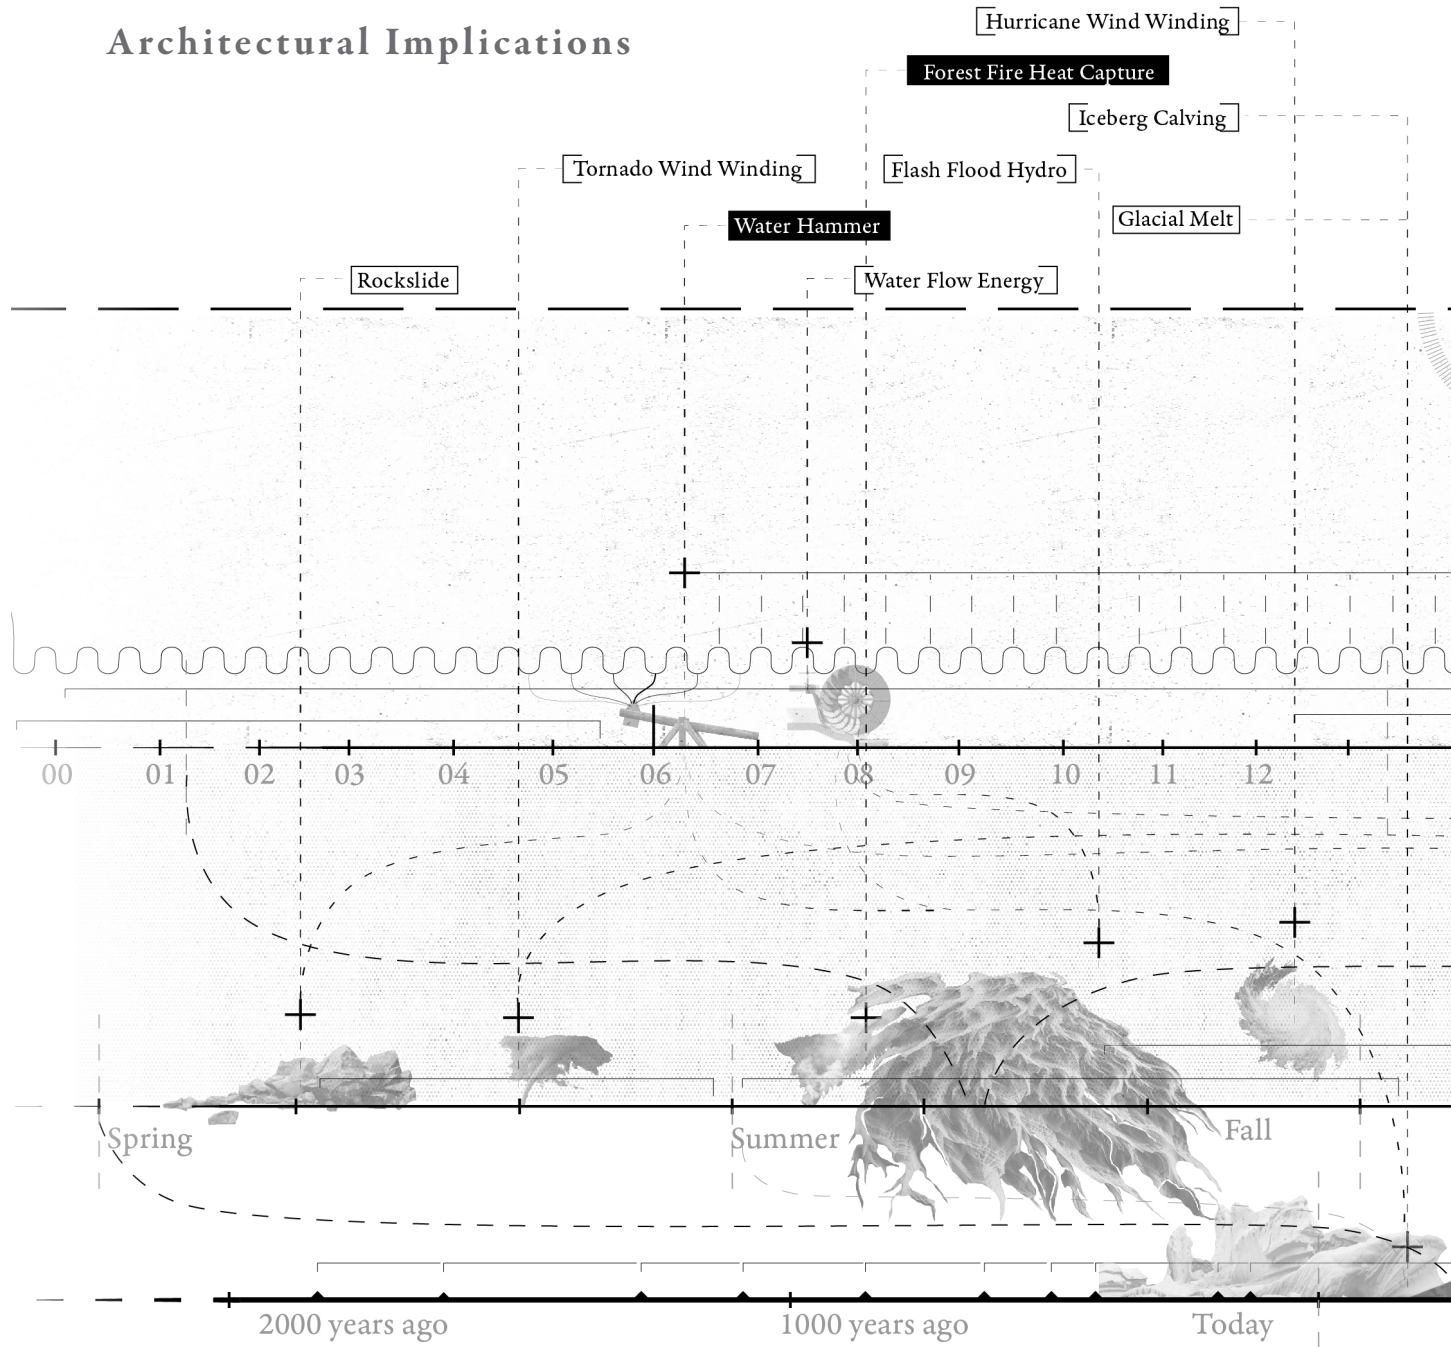 Architectural Implications
Hurricane Wind Winding
Forest Fire Heat Capture
Iceberg Calving
Tornado Wind Winding
Flash Flood Hydro
Glacial Melt
Water Hammer
Rockslide
Water Flow Energy
00 01 02 03 04 05 06 07 08 09 10 11 12
Spring
Summer
Fall
2000 years ago
1000 years ago
Today